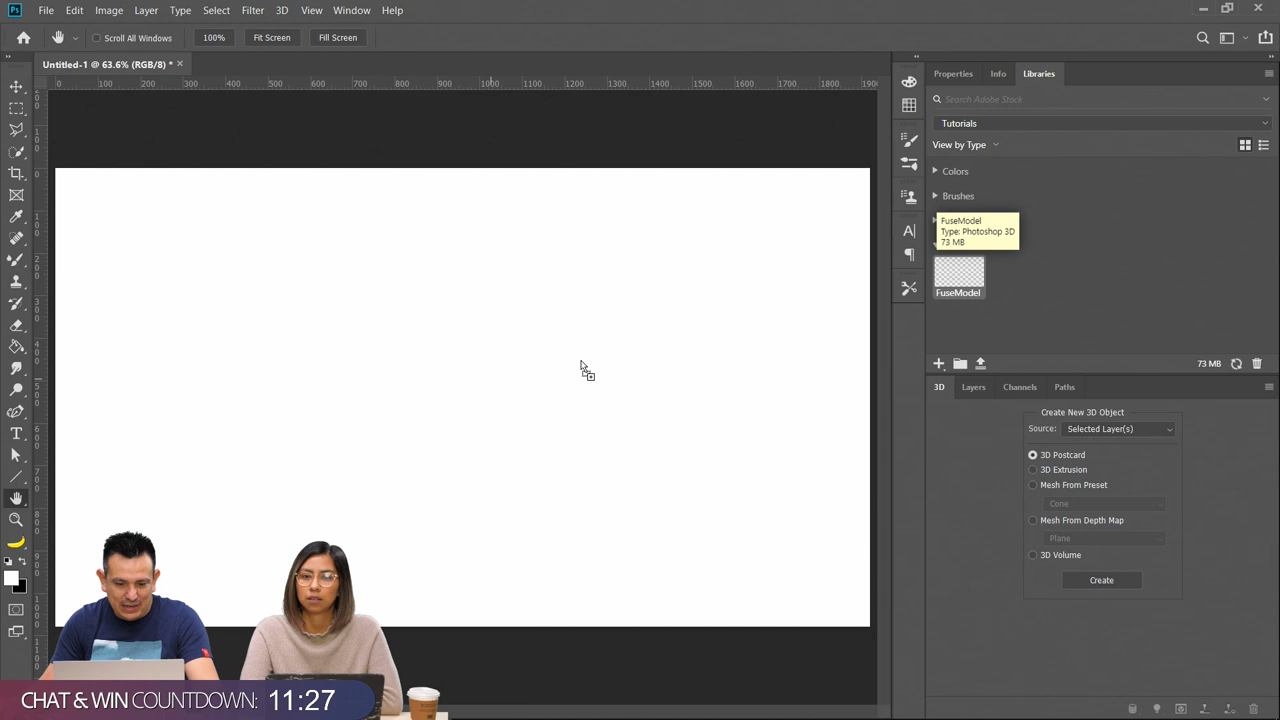 Ps File Edit Image Layer Type Select Filter 3D View Window Help
Scroll All Windows 100% Fit Screen Fill Screen
Untitled-1 @ 63.6% (RGB/8) * ×
0 100 200 300 400 500 600 700 800 900 1000 1100 1200 1300 1400 1500 1600 1700 1800 1900
Properties Info Libraries
Search Adobe Stock
Tutorials
View by Type
Colors
Brushes
FuseModel
Type: Photoshop 3D
73 MB
FuseModel
73 MB
3D Layers Channels Paths
Create New 3D Object
Source: Selected Layer(s)
3D Postcard
3D Extrusion
Mesh From Preset
Cone
Mesh From Depth Map
Plane
3D Volume
Create
CHAT & WIN COUNTDOWN: 11:27